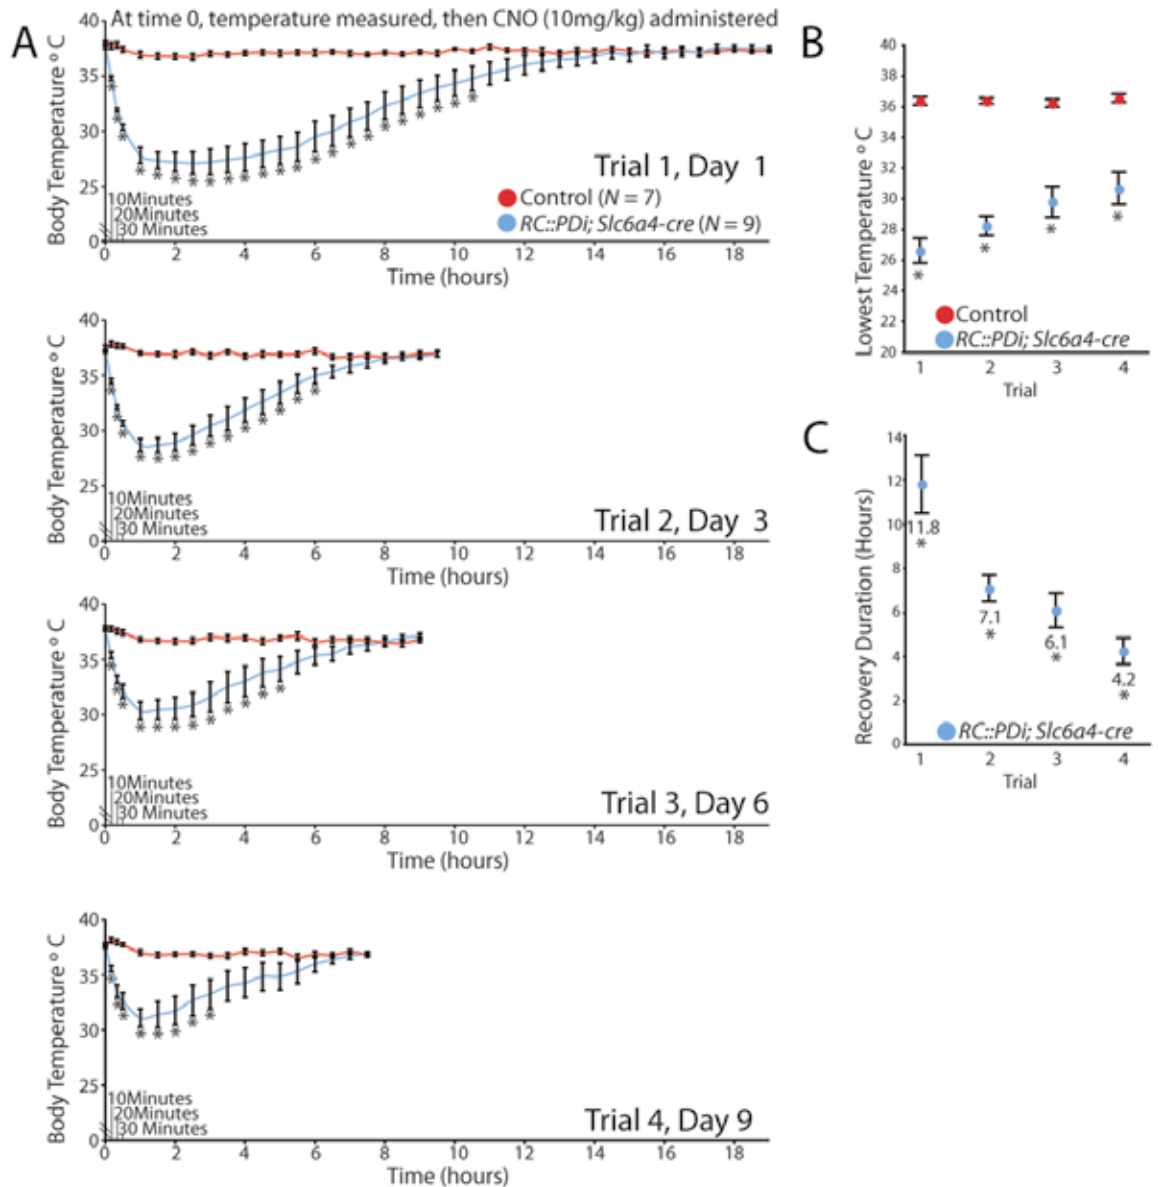 A
At time 0, temperature measured, then CNO (10mg/kg) administered
Body Temperature º C
40
35
30
25
0
10Minutes
20Minutes
30 Minutes
Trial 1, Day 1
Control (N = 7)
RC::PDi; Slc6a4-cre (N = 9)
0 2 4 6 8 10 12 14 16 18
Time (hours)
Body Temperature º C
40
35
30
25
0
10Minutes
20Minutes
30 Minutes
Trial 2, Day 3
0 2 4 6 8 10 12 14 16 18
Time (hours)
Body Temperature º C
40
35
30
25
0
10Minutes
20Minutes
30 Minutes
Trial 3, Day 6
0 2 4 6 8 10 12 14 16 18
Time (hours)
Body Temperature º C
40
35
30
25
0
10Minutes
20Minutes
30 Minutes
Trial 4, Day 9
0 2 4 6 8 10 12 14 16 18
Time (hours)
B
Lowest Temperature º C
40
38
36
34
32
30
28
26
24
22
20
*
*
*
*
Control
RC::PDi; Slc6a4-cre
1 2 3 4
Trial
C
Recovery Duration (Hours)
14
12
10
8
6
4
2
0
11.8
*
7.1
*
6.1
*
4.2
*
RC::PDi; Slc6a4-cre
1 2 3 4
Trial